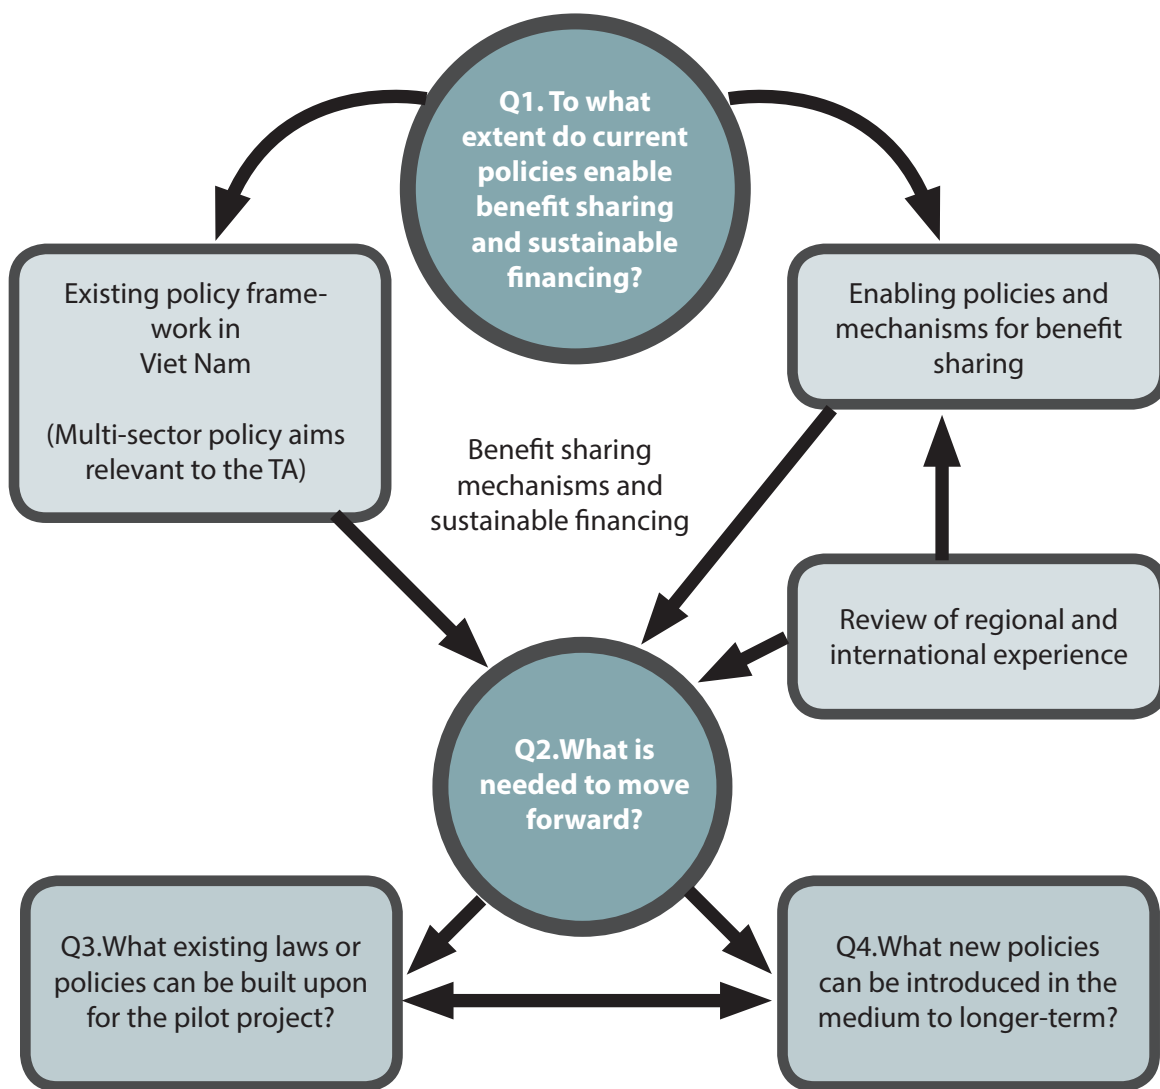 Q1. To what
extent do current
policies enable
benefit sharing
and sustainable
financing?
Existing policy frame-
work in
Viet Nam
(Multi-sector policy aims
relevant to the TA)
Enabling policies and
mechanisms for benefit
sharing
Benefit sharing
mechanisms and
sustainable financing
Review of regional and
international experience
Q2.What is
needed to move
forward?
Q3.What existing laws or
policies can be built upon
for the pilot project?
Q4.What new policies
can be introduced in the
medium to longer-term?